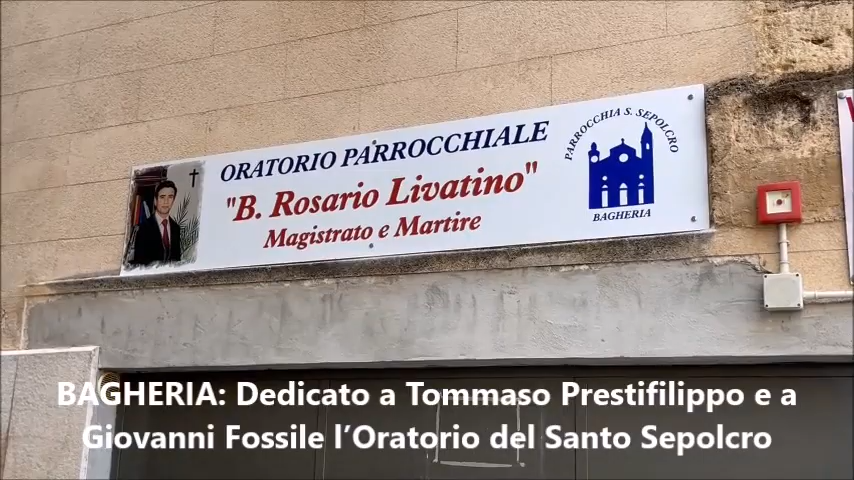 ORATORIO PARROCCHIALE
"B. Rosario Livatino"
Magistrato e Martire
PARROCCHIA S. SEPOLCRO
BAGHERIA
BAGHERIA: Dedicato a Tommaso Prestifilippo e a
Giovanni Fossile l'Oratorio del Santo Sepolcro